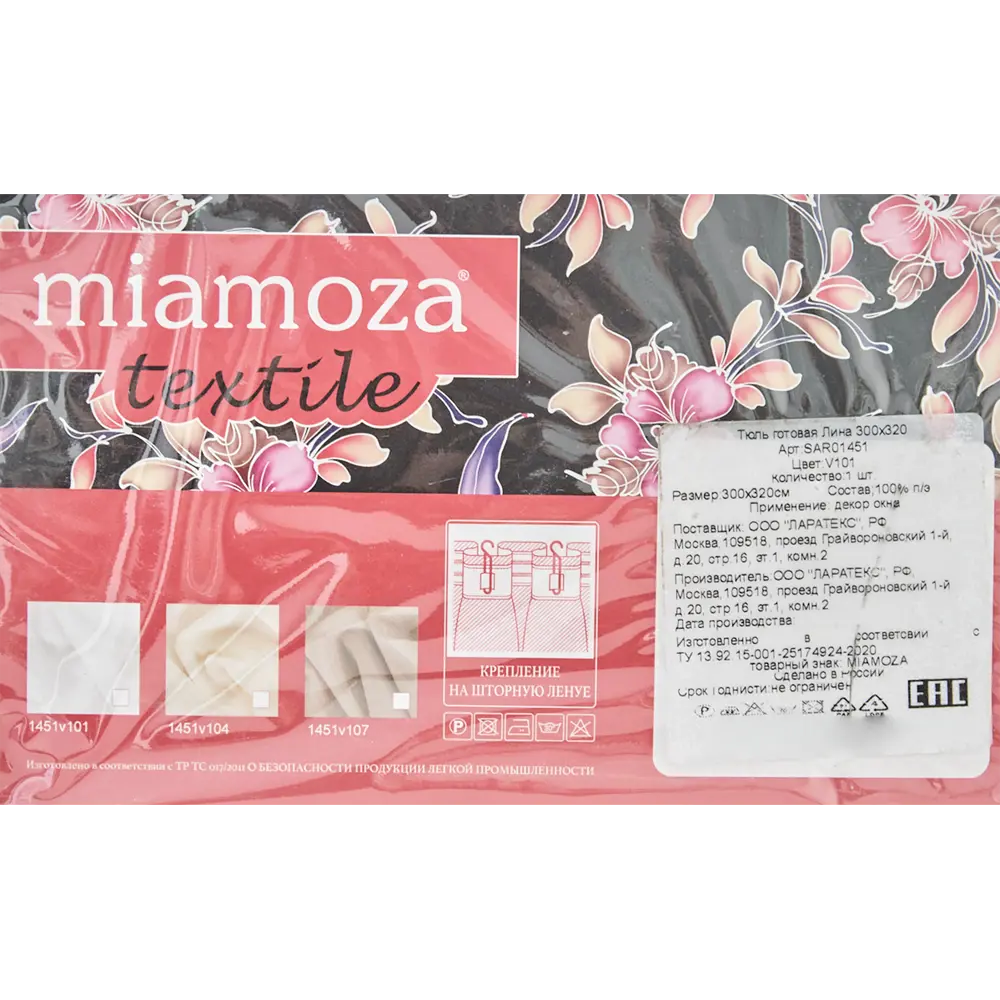 miamoza®
textile
1451v101
1451v104
1451v107
КРЕПЛЕНИЕ
НА ШТОРНУЮ ЛЕНУЕ
P
Изготовлено в соответствии с ТР ТС 017/2011 О БЕЗОПАСНОСТИ ПРОДУКЦИИ ЛЕГКОЙ ПРОМЫШЛЕННОСТИ
Тюль готовая Лина 300х320
Арт.SAR01451
Цвет:V101
количество:1 шт.
Размер:300х320см Состав:100% п/э
Применение: декор окна
Поставщик: ООО "ЛАРАТЕКС", РФ
Москва,109518, проезд Грайвороновский 1-й,
д.20, стр.16, эт.1, комн.2
Производитель:ООО "ЛАРАТЕКС", РФ,
Москва,109518, проезд Грайвороновский 1-й
д.20, стр.16, эт.1, комн.2
Дата производства
Изготовленно в соответсвии с
ТУ 13.92.15-001-25174924-2020
товарный знак: MIAMOZA
Сделано в России
Срок годнисти:не ограничен
P
EAC